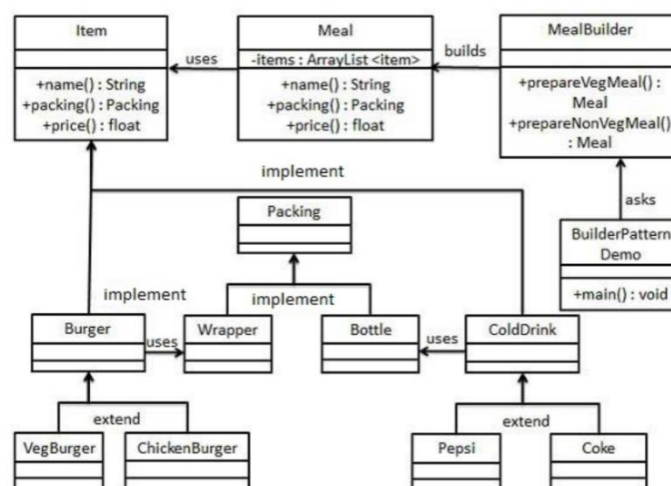 Item
+name() : String
+packing() : Packing
+price() : float
uses
Meal
-items : ArrayList <item>
+name() : String
+packing() : Packing
+price() : float
builds
MealBuilder
+prepareVegMeal() :
Meal
+prepareNonVegMeal()
: Meal
implement
asks
Packing
BuilderPattern
Demo
+main() : void
implement
implement
Burger
uses
Wrapper
Bottle
uses
ColdDrink
extend
extend
VegBurger
ChickenBurger
Pepsi
Coke